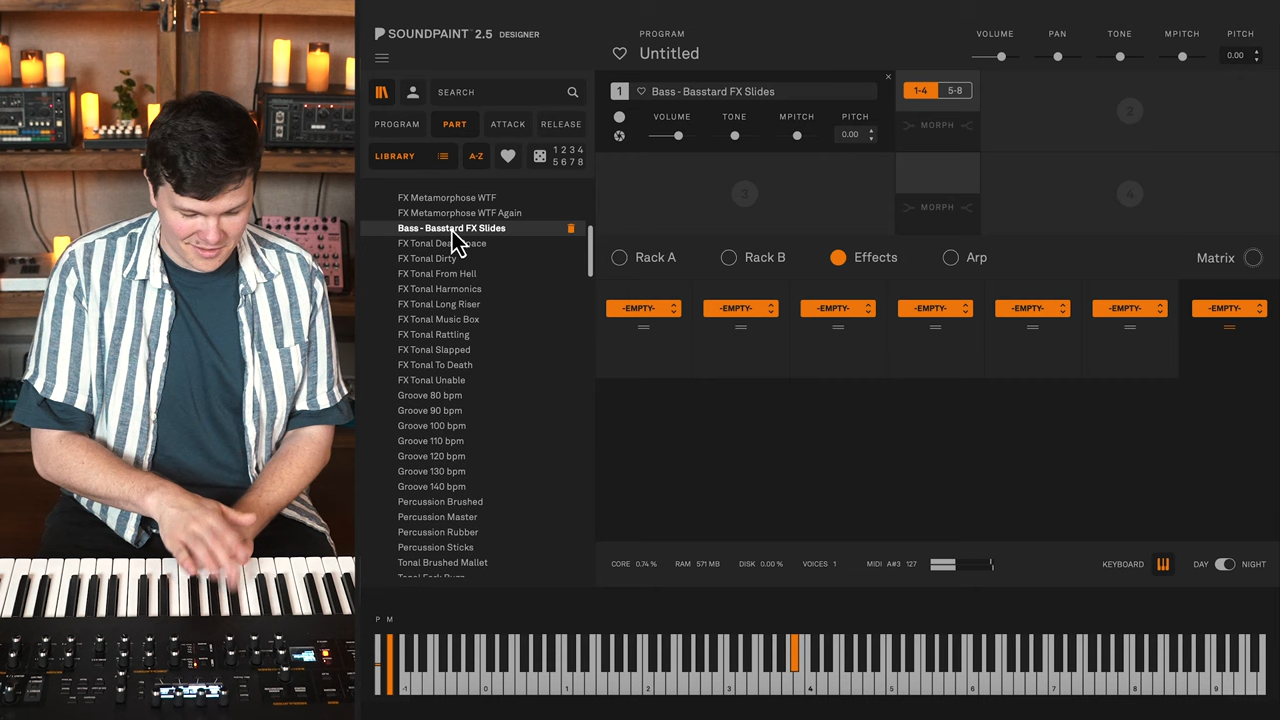 SOUNDPAINT™ 2.5 DESIGNER
PROGRAM
Untitled
VOLUME PAN TONE MPITCH PITCH
0.00
SEARCH
PROGRAM PART ATTACK RELEASE
LIBRARY A-Z 1 2 3 4
5 6 7 8
1 Bass - Basstard FX Slides
VOLUME TONE MPITCH PITCH
0.00
1-4 5-8
MORPH
2
3
MORPH
4
FX Metamorphose WTF
FX Metamorphose WTF Again
Bass - Basstard FX Slides
FX Tonal
FX Tonal Dirty
FX Tonal From Hell
FX Tonal Harmonics
FX Tonal Long Riser
FX Tonal Music Box
FX Tonal Rattling
FX Tonal Slapped
FX Tonal To Death
FX Tonal Unable
Groove 80 bpm
Groove 90 bpm
Groove 100 bpm
Groove 110 bpm
Groove 120 bpm
Groove 130 bpm
Groove 140 bpm
Percussion Brushed
Percussion Master
Percussion Rubber
Percussion Sticks
Tonal Brushed Mallet
Rack A Rack B Effects Arp Matrix
-EMPTY- -EMPTY- -EMPTY- -EMPTY- -EMPTY- -EMPTY- -EMPTY-
CORE 0.74 % RAM 571 MB DISK 0.00 % VOICES 1 MIDI A#3 127 KEYBOARD DAY NIGHT
P M
-1 0 1 2 3 4 5 6 7 8 9